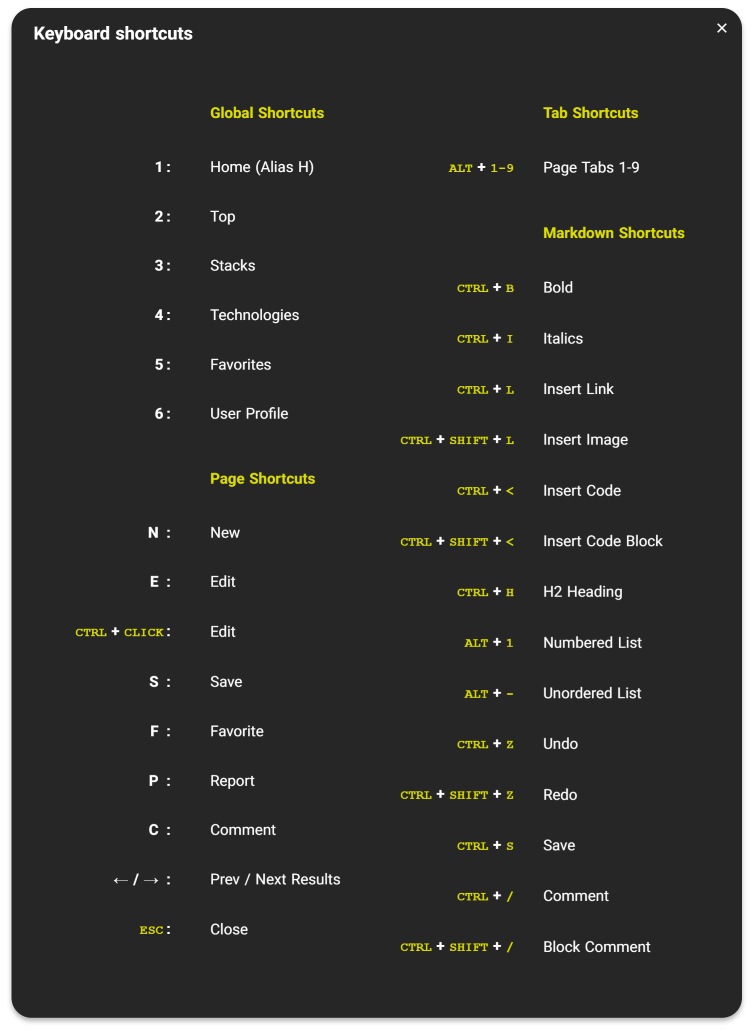 Keyboard shortcuts
×
Global Shortcuts
1 : Home (Alias H)
2 : Top
3 : Stacks
4 : Technologies
5 : Favorites
6 : User Profile
Page Shortcuts
N : New
E : Edit
CTRL + CLICK : Edit
S : Save
F : Favorite
P : Report
C : Comment
← / → : Prev / Next Results
ESC : Close
Tab Shortcuts
ALT + 1-9 Page Tabs 1-9
Markdown Shortcuts
CTRL + B Bold
CTRL + I Italics
CTRL + L Insert Link
CTRL + SHIFT + L Insert Image
CTRL + < Insert Code
CTRL + SHIFT + < Insert Code Block
CTRL + H H2 Heading
ALT + 1 Numbered List
ALT + - Unordered List
CTRL + Z Undo
CTRL + SHIFT + Z Redo
CTRL + S Save
CTRL + / Comment
CTRL + SHIFT + / Block Comment